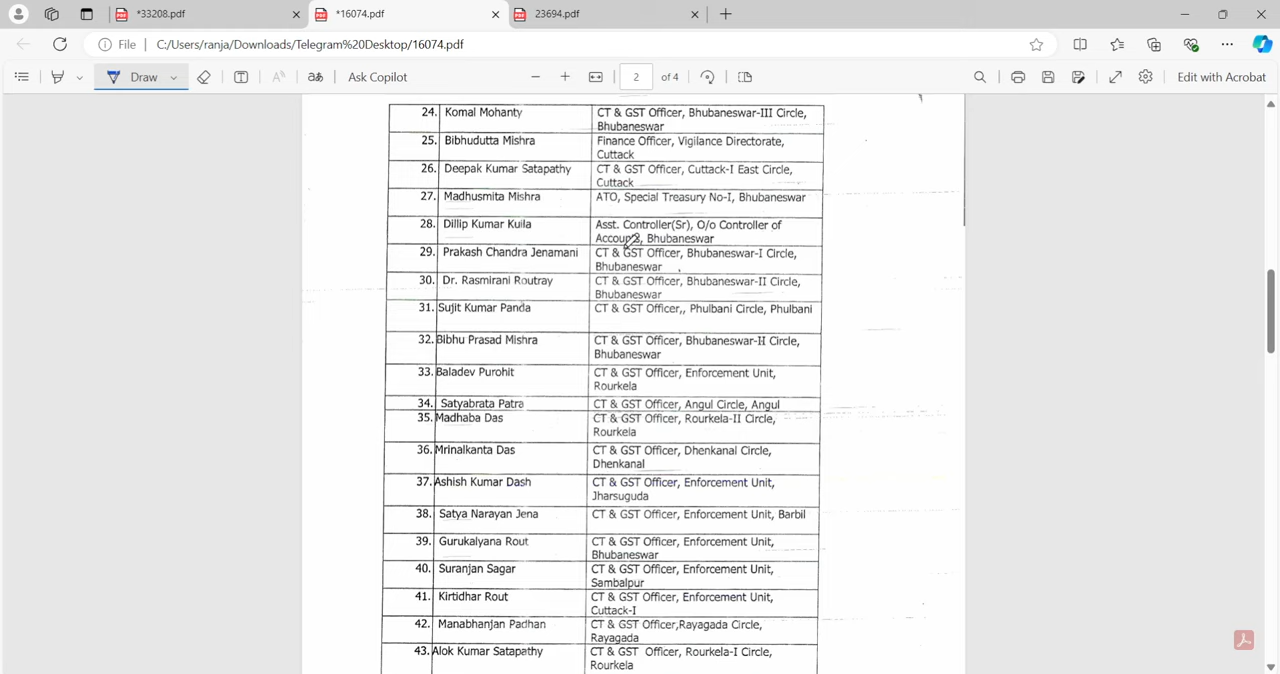 *33208.pdf
*16074.pdf
23694.pdf
File
C:/Users/ranja/Downloads/Telegram%20Desktop/16074.pdf
Draw
Ask Copilot
2
of 4
Edit with Acrobat
24. Komal Mohanty CT & GST Officer, Bhubaneswar-III Circle,
Bhubaneswar
25. Bibhudutta Mishra Finance Officer, Vigilance Directorate,
Cuttack
26. Deepak Kumar Satapathy CT & GST Officer, Cuttack-I East Circle,
Cuttack
27. Madhusmita Mishra ATO, Special Treasury No-I, Bhubaneswar
28. Dillip Kumar Kuila Asst. Controller(Sr), O/o Controller of
Accounts, Bhubaneswar
29. Prakash Chandra Jenamani CT & GST Officer, Bhubaneswar-I Circle,
Bhubaneswar
30. Dr. Rasmirani Routray CT & GST Officer, Bhubaneswar-II Circle,
Bhubaneswar
31. Sujit Kumar Panda CT & GST Officer,, Phulbani Circle, Phulbani
32. Bibhu Prasad Mishra CT & GST Officer, Bhubaneswar-II Circle,
Bhubaneswar
33. Baladev Purohit CT & GST Officer, Enforcement Unit,
Rourkela
34. Satyabrata Patra CT & GST Officer, Angul Circle, Angul
35. Madhaba Das CT & GST Officer, Rourkela-II Circle,
Rourkela
36. Mrinalkanta Das CT & GST Officer, Dhenkanal Circle,
Dhenkanal
37. Ashish Kumar Dash CT & GST Officer, Enforcement Unit,
Jharsuguda
38. Satya Narayan Jena CT & GST Officer, Enforcement Unit, Barbil
39. Gurukalyana Rout CT & GST Officer, Enforcement Unit,
Bhubaneswar
40. Suranjan Sagar CT & GST Officer, Enforcement Unit,
Sambalpur
41. Kirtidhar Rout CT & GST Officer, Enforcement Unit,
Cuttack-I
42. Manabhanjan Padhan CT & GST Officer,Rayagada Circle,
Rayagada
43. Alok Kumar Satapathy CT & GST Officer, Rourkela-I Circle,
Rourkela